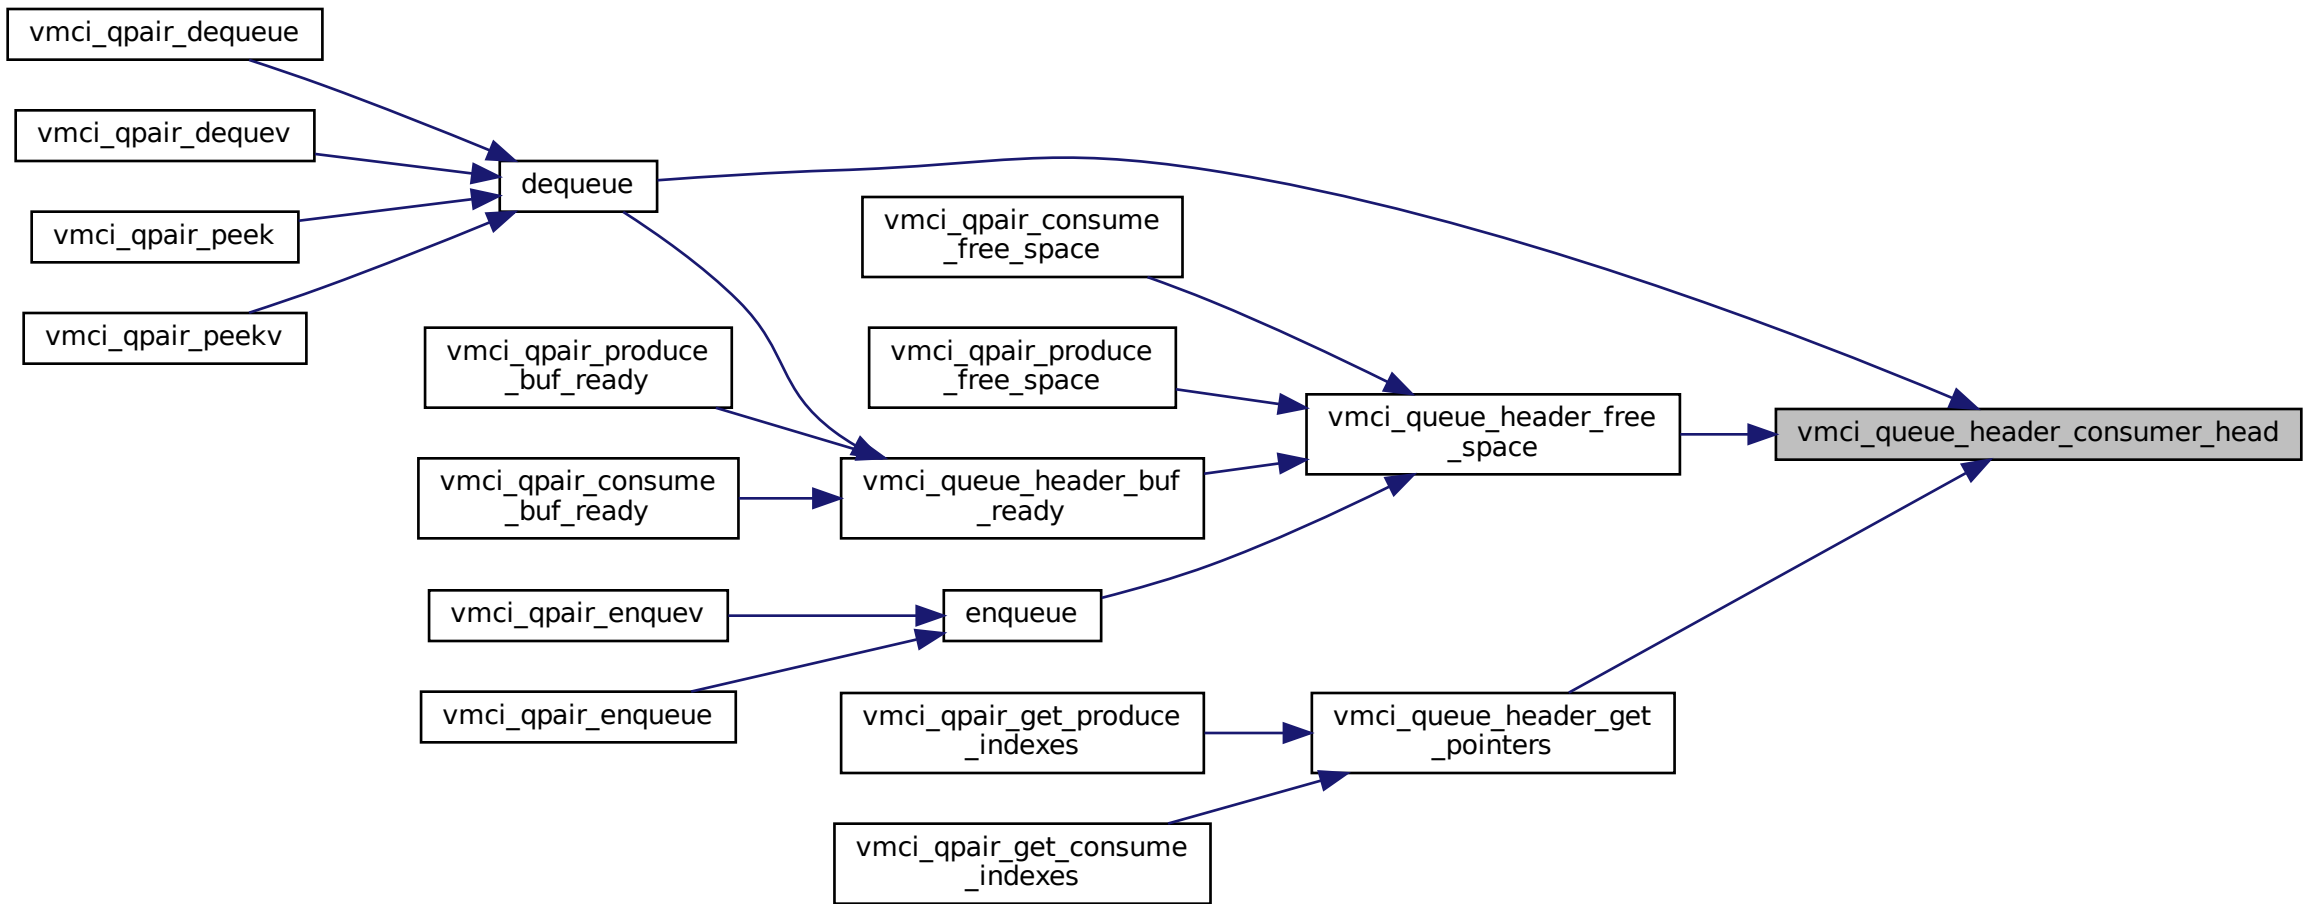 vmci_qpair_dequeue
vmci_qpair_dequev
dequeue
vmci_qpair_peek
vmci_qpair_peekv
vmci_qpair_consume
_free_space
vmci_qpair_produce
_free_space
vmci_qpair_produce
_buf_ready
vmci_queue_header_free
_space
vmci_queue_header_consumer_head
vmci_qpair_consume
_buf_ready
vmci_queue_header_buf
_ready
vmci_qpair_enquev
enqueue
vmci_qpair_enqueue
vmci_qpair_get_produce
_indexes
vmci_queue_header_get
_pointers
vmci_qpair_get_consume
_indexes